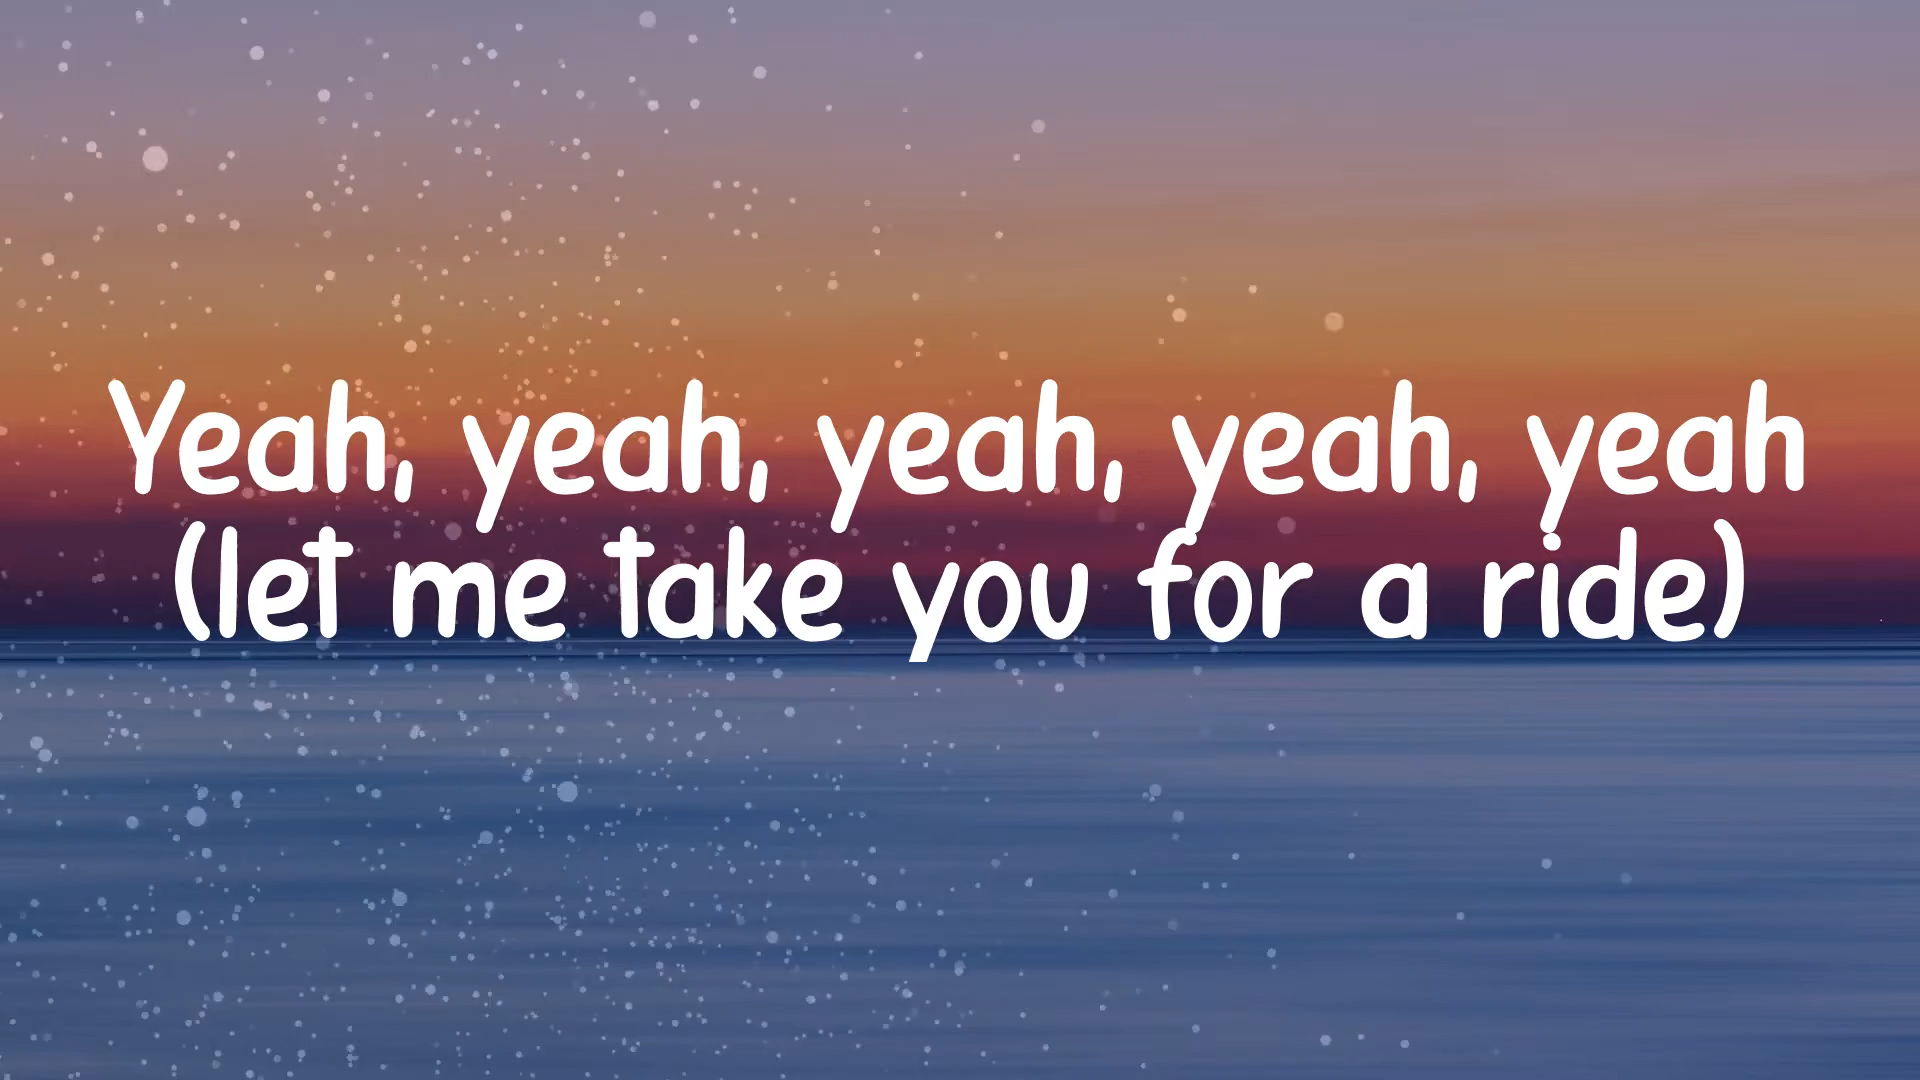 Yeah, yeah, yeah, yeah, yeah
(let me take you for a ride)